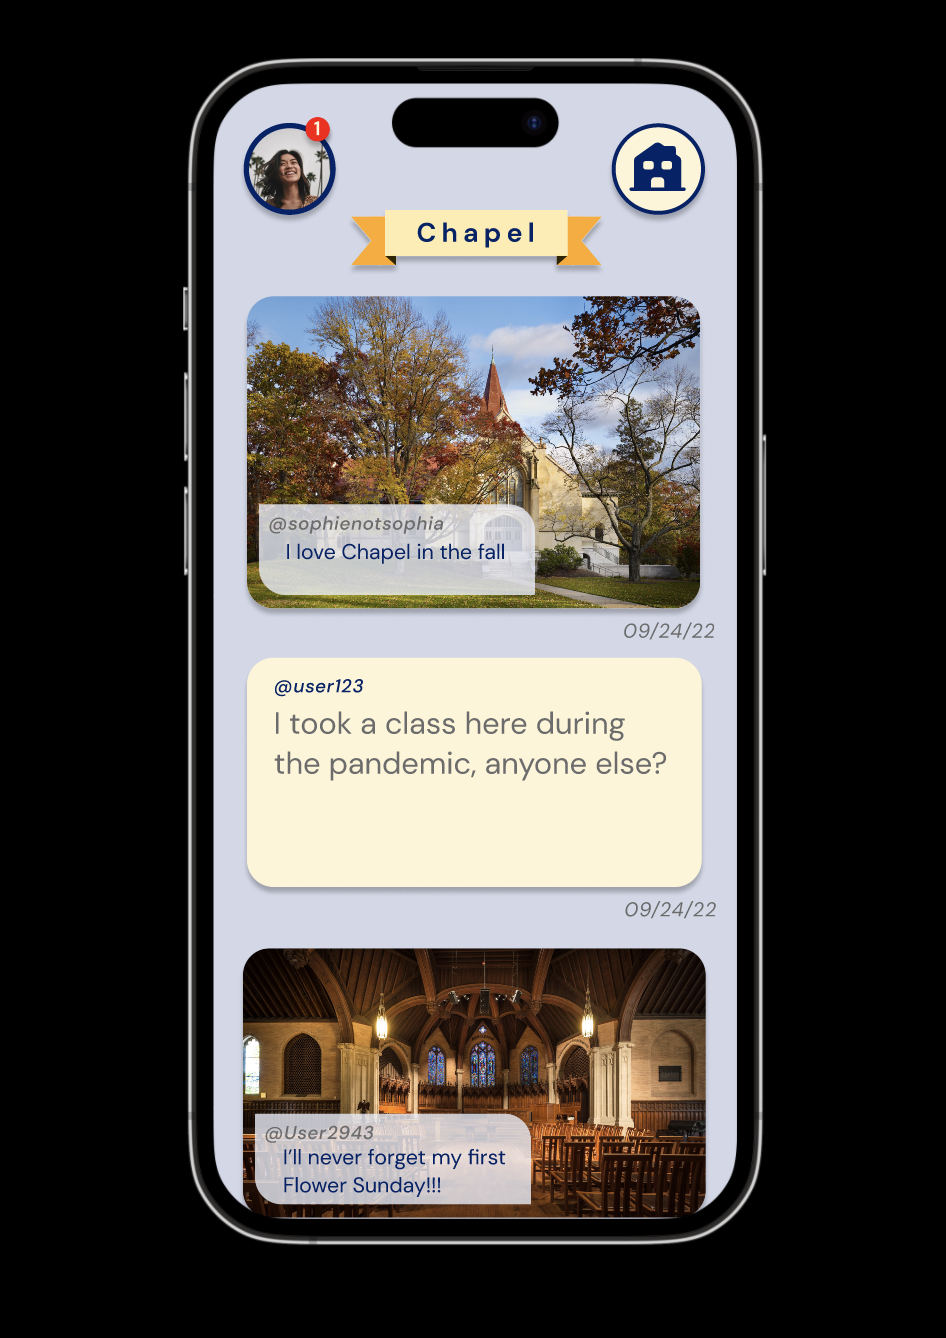 1
Chapel
@sophienotsophia
I love Chapel in the fall
09/24/22
@user123
I took a class here during
the pandemic, anyone else?
09/24/22
@User2943
I'll never forget my first
Flower Sunday!!!